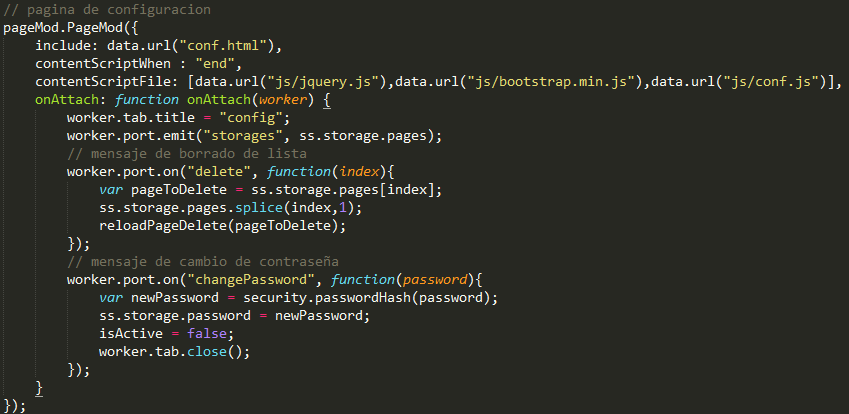 // pagina de configuracion
pageMod.PageMod({
    include: data.url("conf.html"),
    contentScriptWhen : "end",
    contentScriptFile: [data.url("js/jquery.js"),data.url("js/bootstrap.min.js"),data.url("js/conf.js")],
    onAttach: function onAttach(worker) {
        worker.tab.title = "config";
        worker.port.emit("storages", ss.storage.pages);
        // mensaje de borrado de lista
        worker.port.on("delete", function(index){
            var pageToDelete = ss.storage.pages[index];
            ss.storage.pages.splice(index,1);
            reloadPageDelete(pageToDelete);
        });
        // mensaje de cambio de contraseña
        worker.port.on("changePassword", function(password){
            var newPassword = security.passwordHash(password);
            ss.storage.password = newPassword;
            isActive = false;
            worker.tab.close();
        });
    }
});